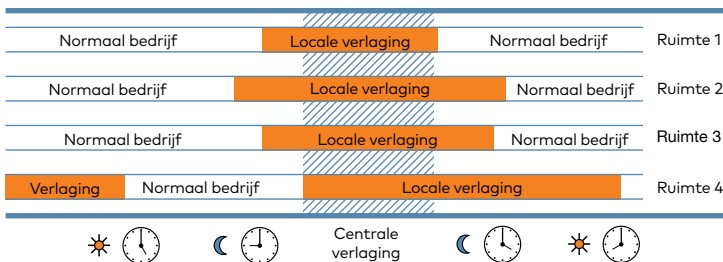 Normaal bedrijf Locale verlaging Normaal bedrijf Ruimte 1
Normaal bedrijf Locale verlaging Normaal bedrijf Ruimte 2
Normaal bedrijf Locale verlaging Normaal bedrijf Ruimte 3
Verlaging Normaal bedrijf Locale verlaging Ruimte 4
Centrale
verlaging